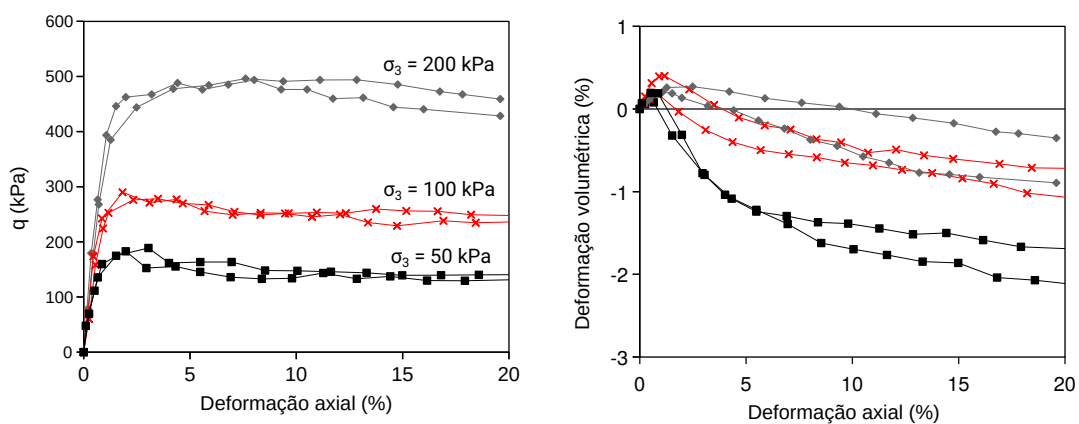 600
500
400
300
200
100
0
q (kPa)
σ3 = 200 kPa
σ3 = 100 kPa
σ3 = 50 kPa
0 5 10 15 20
Deformação axial (%)
1
0
-1
-2
-3
Deformação volumétrica (%)
0 5 10 15 20
Deformação axial (%)